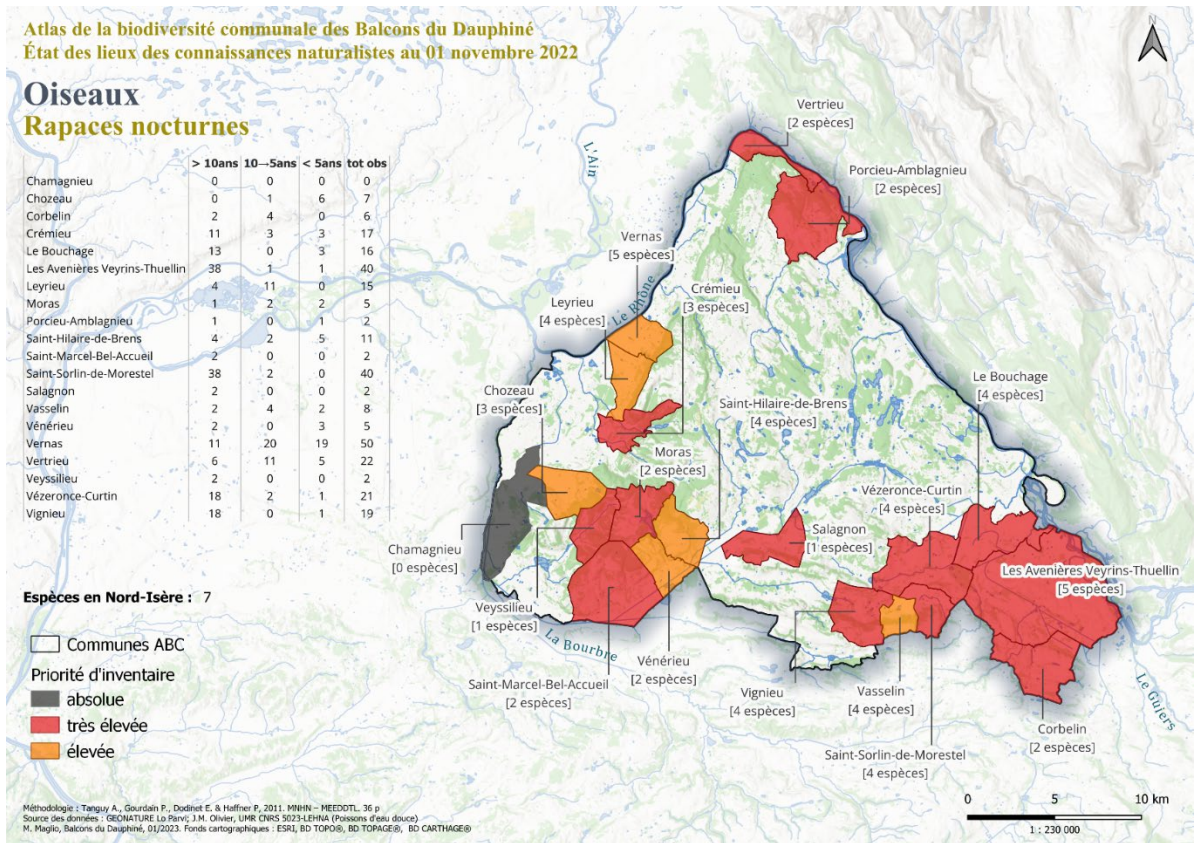 Atlas de la biodiversité communale des Balcons du Dauphiné
État des lieux des connaissances naturalistes au 01 novembre 2022
Oiseaux
Rapaces nocturnes
> 10ans 10→5ans < 5ans tot obs
Chamagnieu 0 0 0 0
Chozeau 0 1 6 7
Corbelin 2 4 0 6
Crémieu 11 3 3 17
Le Bouchage 13 0 3 16
Les Avenières Veyrins-Thuellin 38 1 1 40
Leyrieu 4 11 0 15
Moras 1 2 2 5
Porcieu-Amblagnieu 1 0 1 2
Saint-Hilaire-de-Brens 4 2 5 11
Saint-Marcel-Bel-Accueil 2 0 0 2
Saint-Sorlin-de-Morestel 38 2 0 40
Salagnon 2 0 0 2
Vasselin 2 4 2 8
Vénérieu 2 0 3 5
Vernas 11 20 19 50
Vertrieu 6 11 5 22
Veyssilieu 2 0 0 2
Vézeronce-Curtin 18 2 1 21
Vignieu 18 0 1 19
Espèces en Nord-Isère : 7
Communes ABC
Priorité d'inventaire
absolue
très élevée
élevée
N
L'Ain
Vertrieu
[2 espèces]
Porcieu-Amblagnieu
[2 espèces]
Vernas
[5 espèces]
Le Rhône
Crémieu
[3 espèces]
Leyrieu
[4 espèces]
Chozeau
[3 espèces]
Saint-Hilaire-de-Brens
[4 espèces]
Le Bouchage
[4 espèces]
Moras
[2 espèces]
Vézeronce-Curtin
[4 espèces]
Salagnon
[1 espèces]
Chamagnieu
[0 espèces]
Les Avenières Veyrins-Thuellin
[5 espèces]
Veyssilieu
[1 espèces]
La Bourbre
Vénérieu
[2 espèces]
Saint-Marcel-Bel-Accueil
[2 espèces]
Vignieu
[4 espèces]
Vasselin
[4 espèces]
Le Guiers
Corbelin
[2 espèces]
Saint-Sorlin-de-Morestel
[4 espèces]
0 5 10 km
1 : 230 000
Méthodologie : Tanguy A., Gourdain P., Dodinet E. & Haffner P, 2011. MNHN – MEEDDTL. 36 p
Source des données : GEONATURE Lo Parvi; J.M. Olivier, UMR CNRS 5023-LEHNA (Poissons d'eau douce)
M. Maglio, Balcons du Dauphiné, 01/2023. Fonds cartographiques : ESRI, BD TOPO®, BD TOPAGE®, BD CARTHAGE®